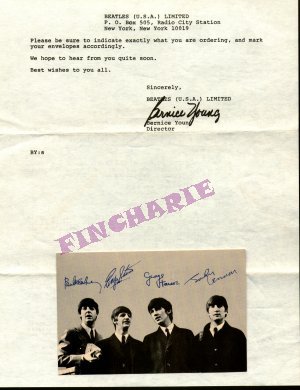 BEATLES (U.S.A.) LIMITED
P. O. Box 505, Radio City Station
New York, New York 10019
Please be sure to indicate exactly what you are ordering, and mark
your envelopes accordingly.
We hope to hear from you quite soon.
Best wishes to you all.
Sincerely,
BEATLES (U.S.A.) LIMITED
Bernice Young
Bernice Young
Director
BY:s
FINCHARIE